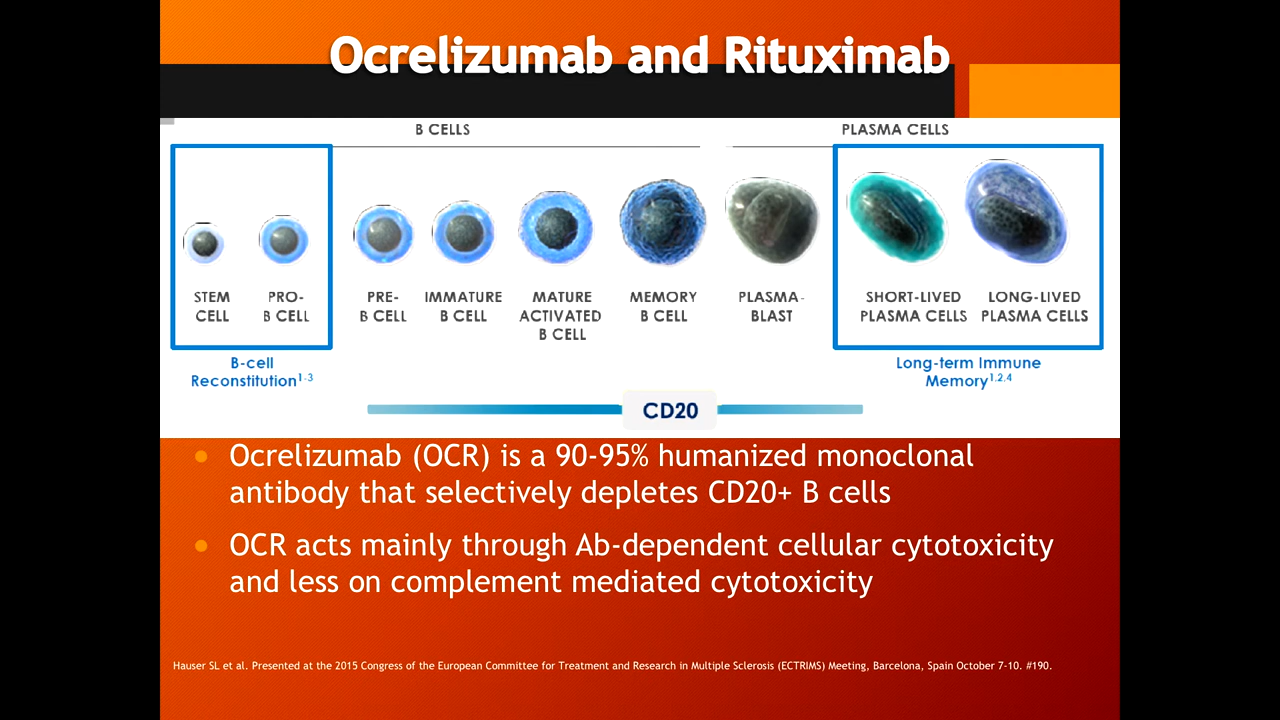 Ocrelizumab and Rituximab
B CELLS
PLASMA CELLS
STEM
CELL
PRO-
B CELL
PRE-
B CELL
IMMATURE
B CELL
MATURE
ACTIVATED
B CELL
MEMORY
B CELL
PLASMA-
BLAST
SHORT-LIVED
PLASMA CELLS
LONG-LIVED
PLASMA CELLS
B-cell
Reconstitution1-3
Long-term Immune
Memory1,2,4
CD20
• Ocrelizumab (OCR) is a 90-95% humanized monoclonal
antibody that selectively depletes CD20+ B cells
• OCR acts mainly through Ab-dependent cellular cytotoxicity
and less on complement mediated cytotoxicity
Hauser SL et al. Presented at the 2015 Congress of the European Committee for Treatment and Research in Multiple Sclerosis (ECTRIMS) Meeting, Barcelona, Spain October 7-10. #190.